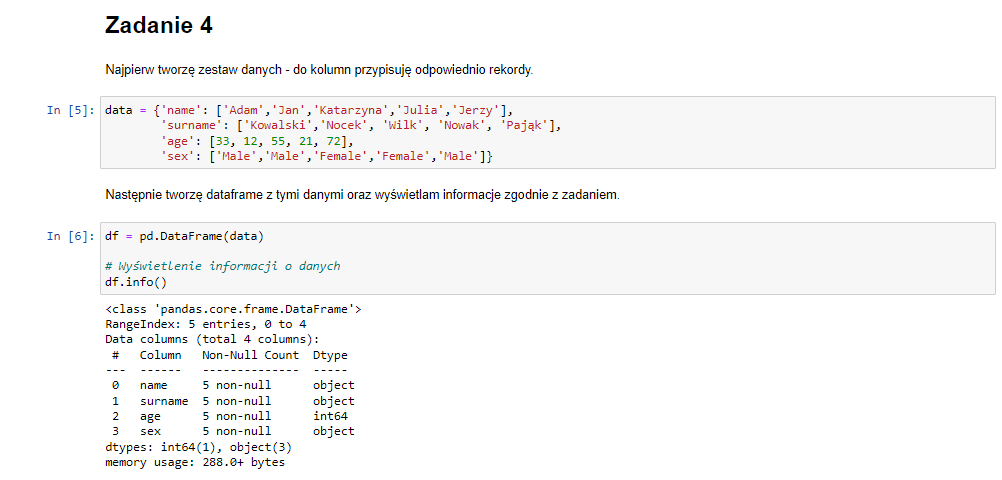 Zadanie 4
Najpierw tworzę zestaw danych - do kolumn przypisuję odpowiednio rekordy.
In [5]: data = {'name': ['Adam','Jan','Katarzyna','Julia','Jerzy'],
'surname': ['Kowalski','Nocek', 'Wilk', 'Nowak', 'Pająk'],
'age': [33, 12, 55, 21, 72],
'sex': ['Male','Male','Female','Female','Male']}
Następnie tworzę dataframe z tymi danymi oraz wyświetlam informacje zgodnie z zadaniem.
In [6]: df = pd.DataFrame(data)
# Wyświetlenie informacji o danych
df.info()
<class 'pandas.core.frame.DataFrame'>
RangeIndex: 5 entries, 0 to 4
Data columns (total 4 columns):
#   Column   Non-Null Count  Dtype
---  ------   --------------  -----
0   name     5 non-null      object
1   surname  5 non-null      object
2   age      5 non-null      int64
3   sex      5 non-null      object
dtypes: int64(1), object(3)
memory usage: 288.0+ bytes